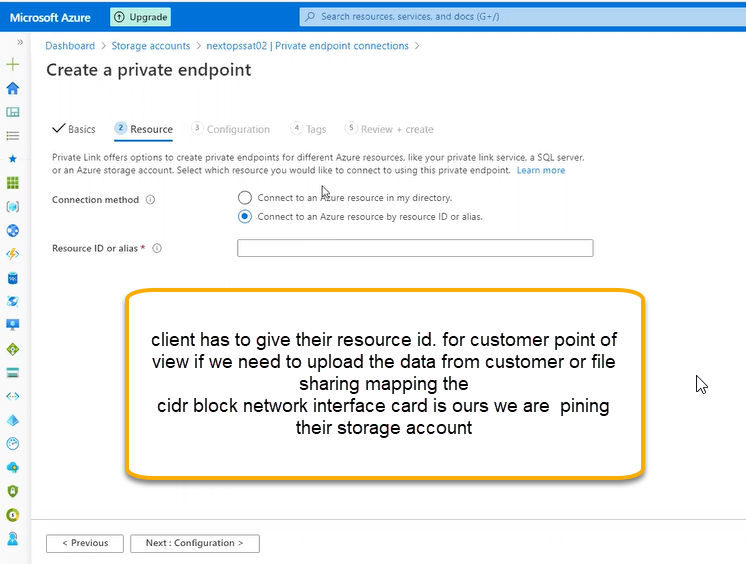 Microsoft Azure
Upgrade
Search resources, services, and docs (G+/)
»
Dashboard > Storage accounts > nextopssat02 | Private endpoint connections >
Create a private endpoint
Basics
2 Resource
3 Configuration
4 Tags
5 Review + create
Private Link offers options to create private endpoints for different Azure resources, like your private link service, a SQL server,
or an Azure storage account. Select which resource you would like to connect to using this private endpoint. Learn more
Connection method
Connect to an Azure resource in my directory.
Connect to an Azure resource by resource ID or alias.
Resource ID or alias *
client has to give their resource id. for customer point of
view if we need to upload the data from customer or file
sharing mapping the
cidr block network interface card is ours we are pining
their storage account
< Previous
Next : Configuration >